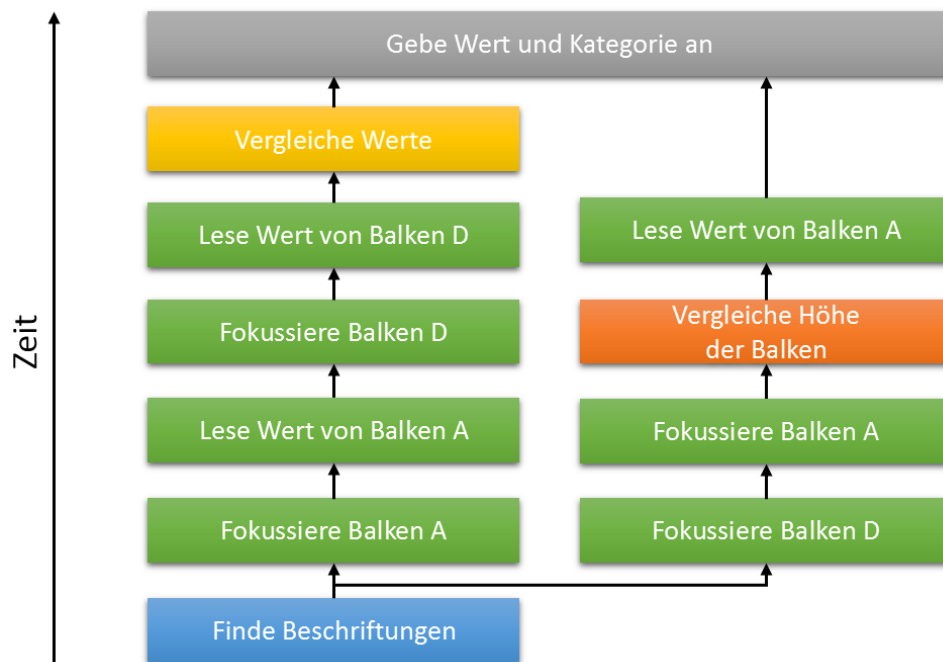 Gebe Wert und Kategorie an
Vergleiche Werte
Lese Wert von Balken D
Lese Wert von Balken A
Fokussiere Balken D
Vergleiche Höhe
der Balken
Zeit
Lese Wert von Balken A
Fokussiere Balken A
Fokussiere Balken A
Fokussiere Balken D
Finde Beschriftungen